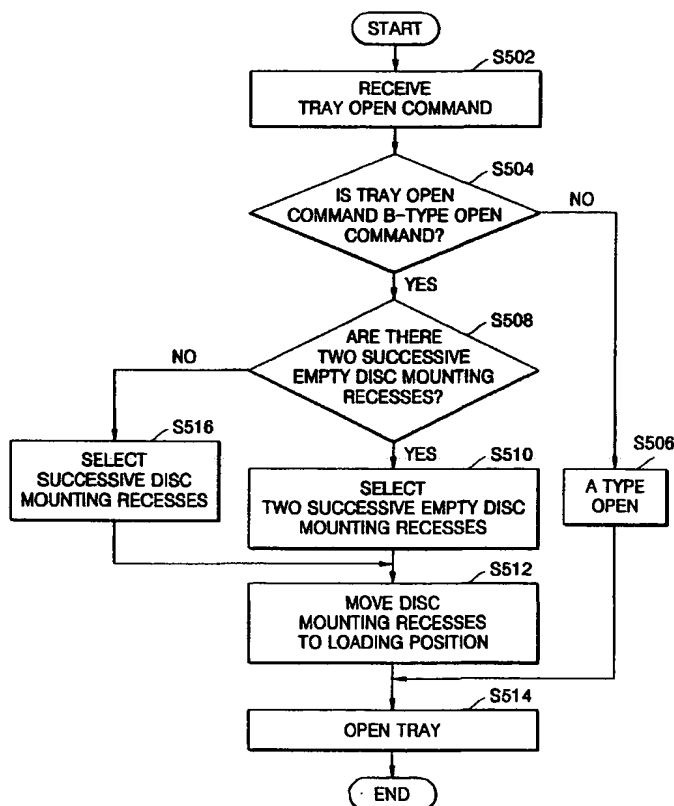 START
S502
RECEIVE
TRAY OPEN COMMAND
S504
IS TRAY OPEN
COMMAND B-TYPE OPEN
COMMAND?
NO
YES
S508
ARE THERE
TWO SUCCESSIVE
EMPTY DISC MOUNTING
RECESSES?
NO
YES
S516
SELECT
SUCCESSIVE DISC
MOUNTING RECESSES
S510
SELECT
TWO SUCCESSIVE EMPTY DISC
MOUNTING RECESSES
S506
A TYPE
OPEN
S512
MOVE DISC
MOUNTING RECESSES
TO LOADING POSITION
S514
OPEN TRAY
END